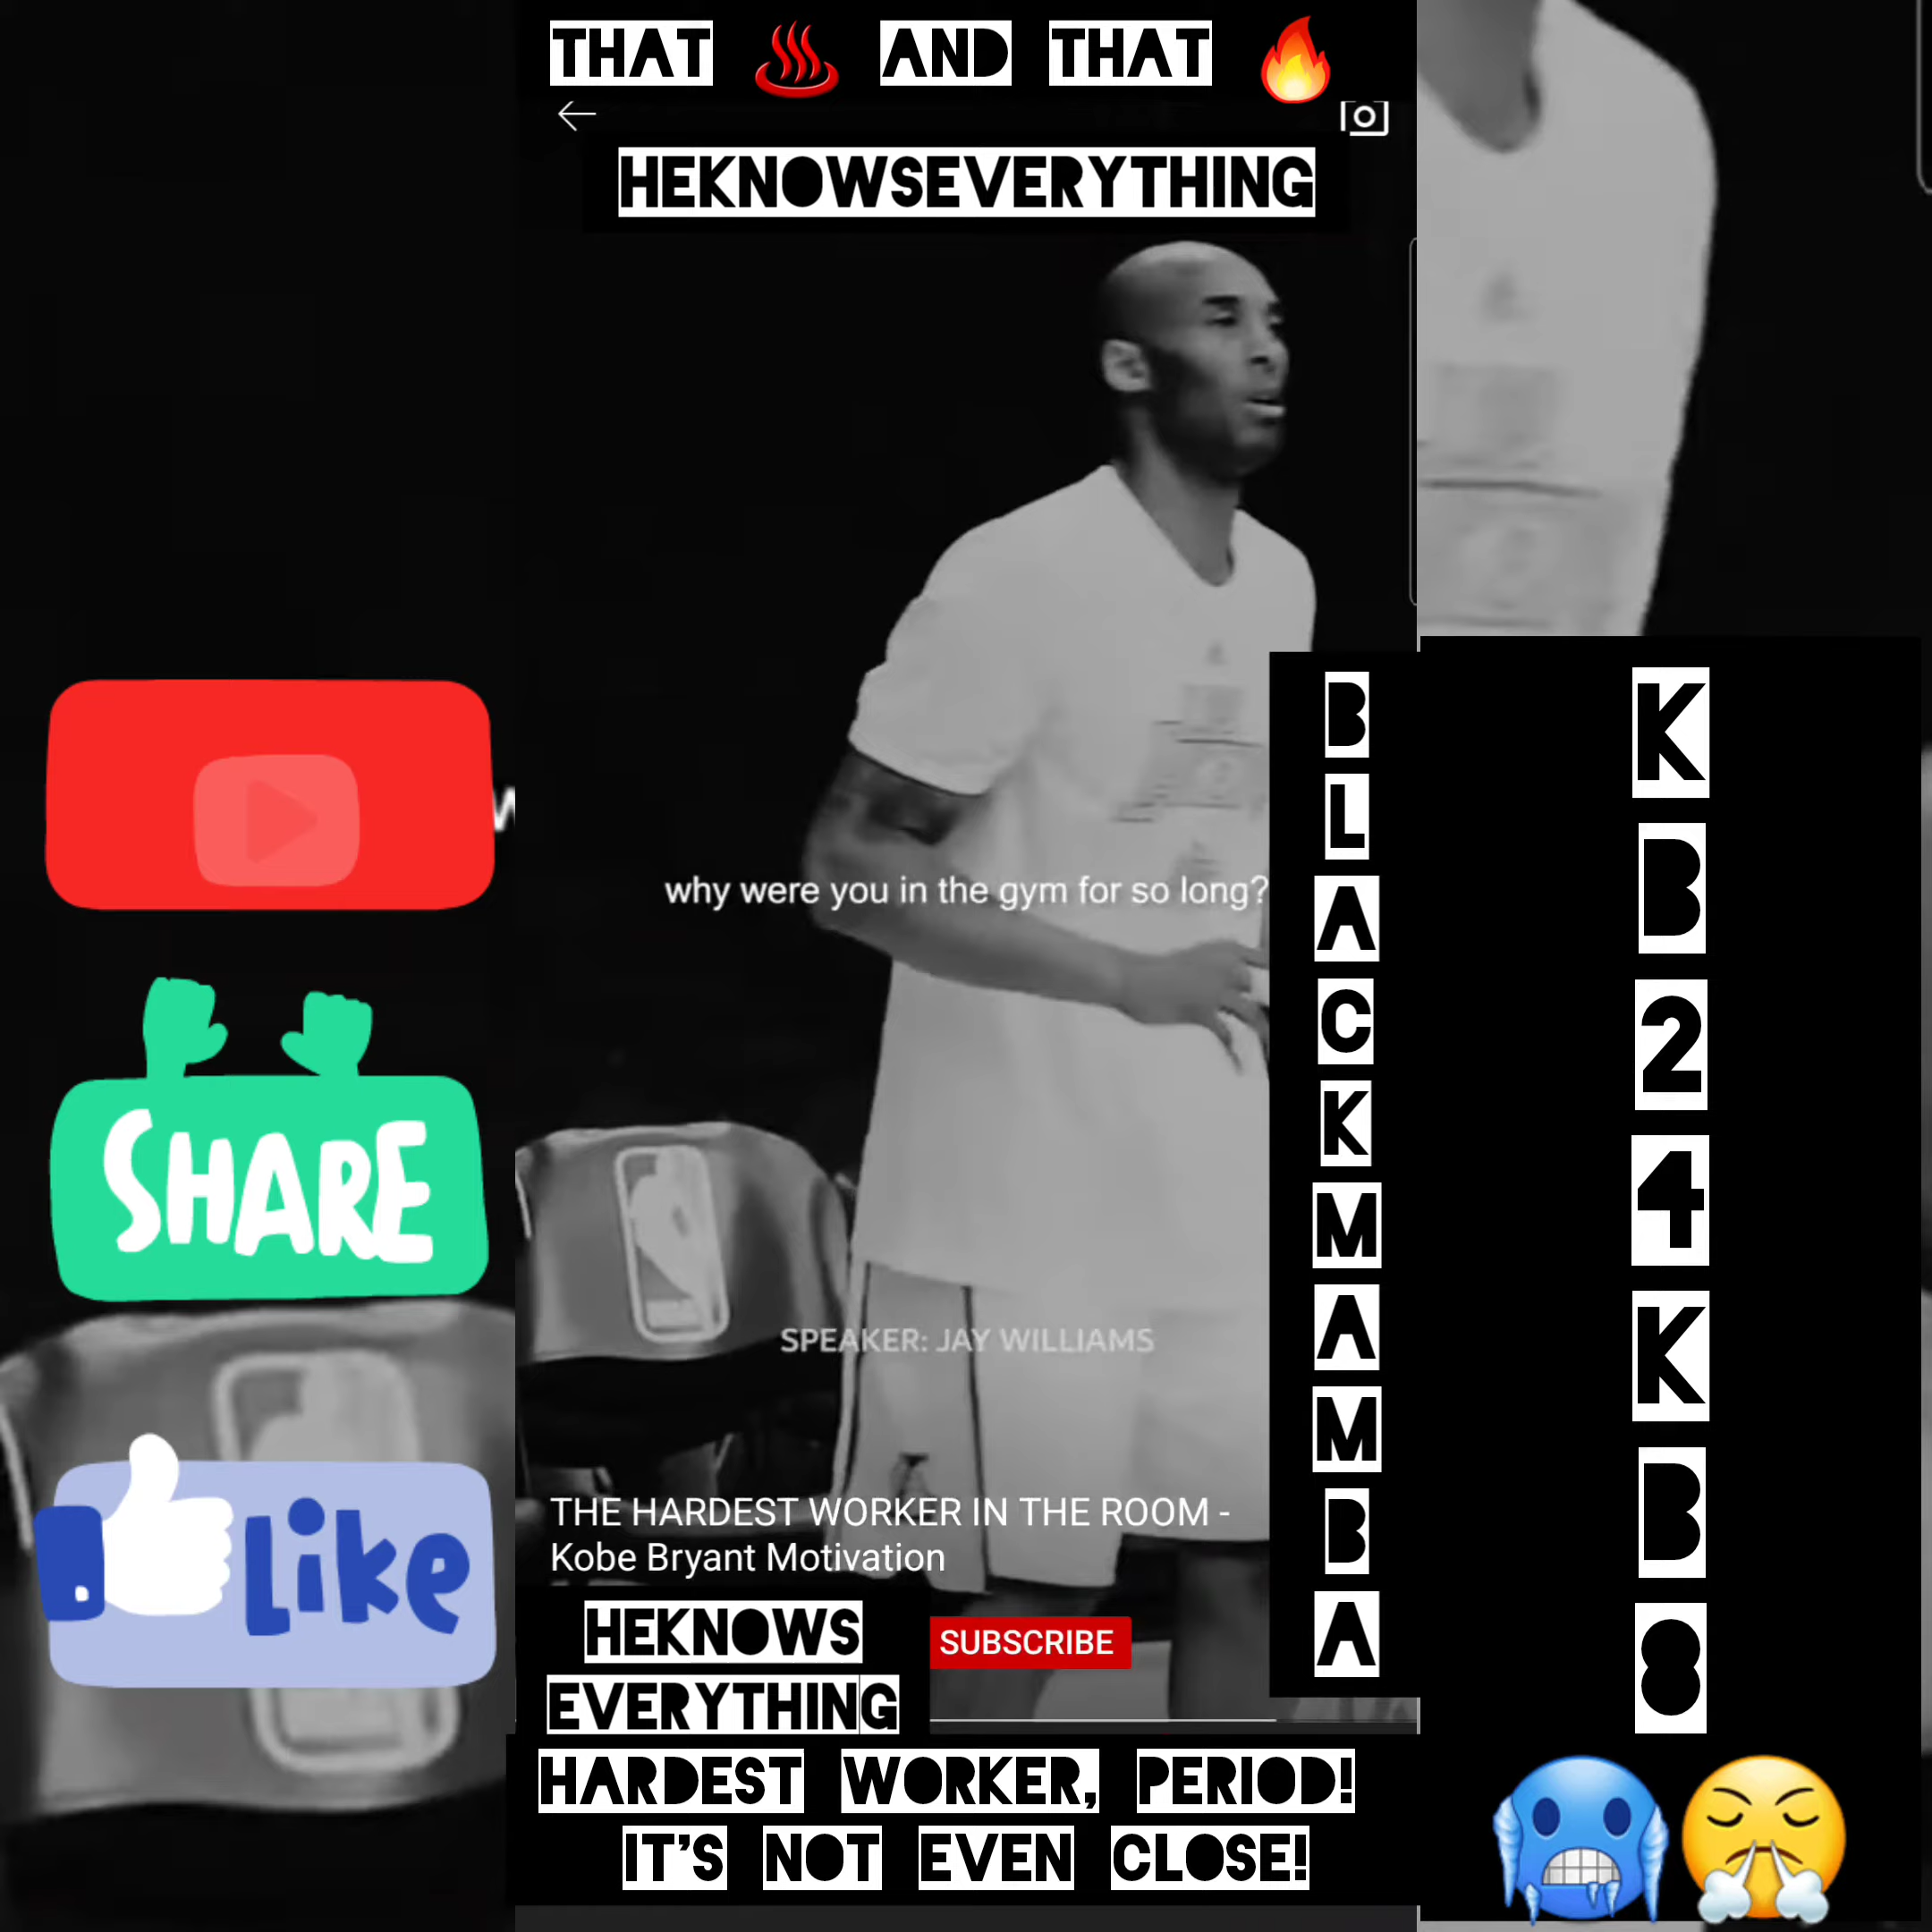 THAT ♨️ AND THAT 🔥
HEKNOWSEVERYTHING
why were you in the gym for so long?
SHARE
SPEAKER: JAY WILLIAMS
Like
THE HARDEST WORKER IN THE ROOM -
Kobe Bryant Motivation
HEKNOWS
EVERYTHING
SUBSCRIBE
HARDEST WORKER, PERIOD!
IT'S NOT EVEN CLOSE!
BLACKMAMBA
KB24KB8